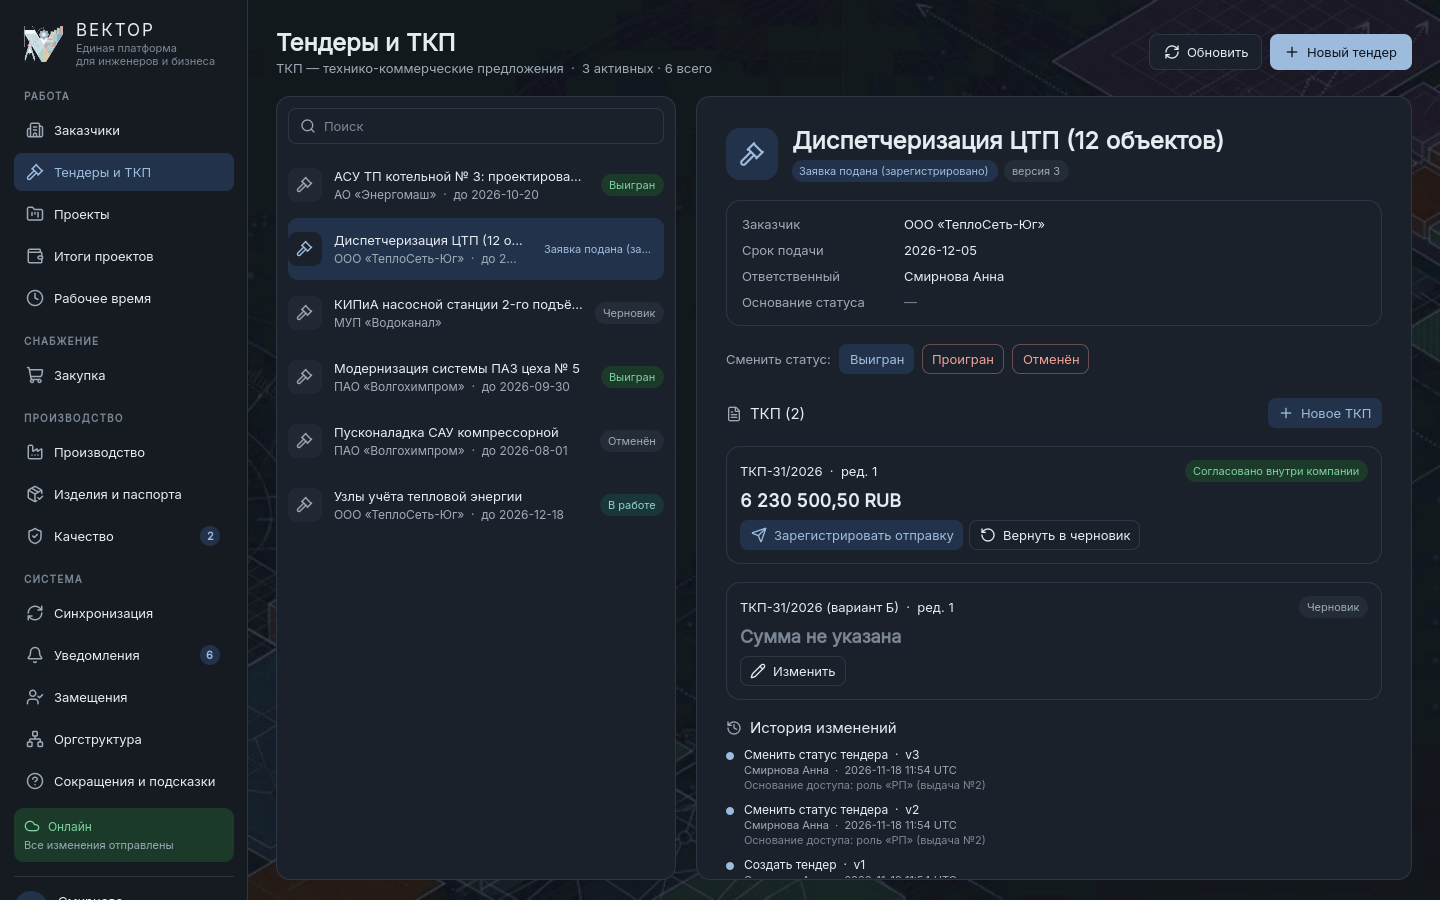 ВЕКТОР
Единая платформа
для инженеров и бизнеса
РАБОТА
Заказчики
Тендеры и ТКП
Проекты
Итоги проектов
Рабочее время
СНАБЖЕНИЕ
Закупка
ПРОИЗВОДСТВО
Производство
Изделия и паспорта
Качество 2
СИСТЕМА
Синхронизация
Уведомления 6
Замещения
Оргструктура
Сокращения и подсказки
Онлайн
Все изменения отправлены
Тендеры и ТКП
ТКП — технико-коммерческие предложения · 3 активных · 6 всего
Обновить
Новый тендер
Поиск
АСУ ТП котельной № 3: проектирова...
АО «Энергомаш» · до 2026-10-20
Выигран
Диспетчеризация ЦТП (12 о...
ООО «ТеплоСеть-Юг» · до 2...
Заявка подана (за...
КИПиА насосной станции 2-го подъё...
МУП «Водоканал»
Черновик
Модернизация системы ПАЗ цеха № 5
ПАО «Волгохимпром» · до 2026-09-30
Выигран
Пусконаладка САУ компрессорной
ПАО «Волгохимпром» · до 2026-08-01
Отменён
Узлы учёта тепловой энергии
ООО «ТеплоСеть-Юг» · до 2026-12-18
В работе
Диспетчеризация ЦТП (12 объектов)
Заявка подана (зарегистрировано)
версия 3
Заказчик ООО «ТеплоСеть-Юг»
Срок подачи 2026-12-05
Ответственный Смирнова Анна
Основание статуса —
Сменить статус: Выигран Проигран Отменён
ТКП (2)
Новое ТКП
ТКП-31/2026 · ред. 1
Согласовано внутри компании
6 230 500,50 RUB
Зарегистрировать отправку
Вернуть в черновик
ТКП-31/2026 (вариант Б) · ред. 1
Черновик
Сумма не указана
Изменить
История изменений
Сменить статус тендера · v3
Смирнова Анна · 2026-11-18 11:54 UTC
Основание доступа: роль «РП» (выдача №2)
Сменить статус тендера · v2
Смирнова Анна · 2026-11-18 11:54 UTC
Основание доступа: роль «РП» (выдача №2)
Создать тендер · v1